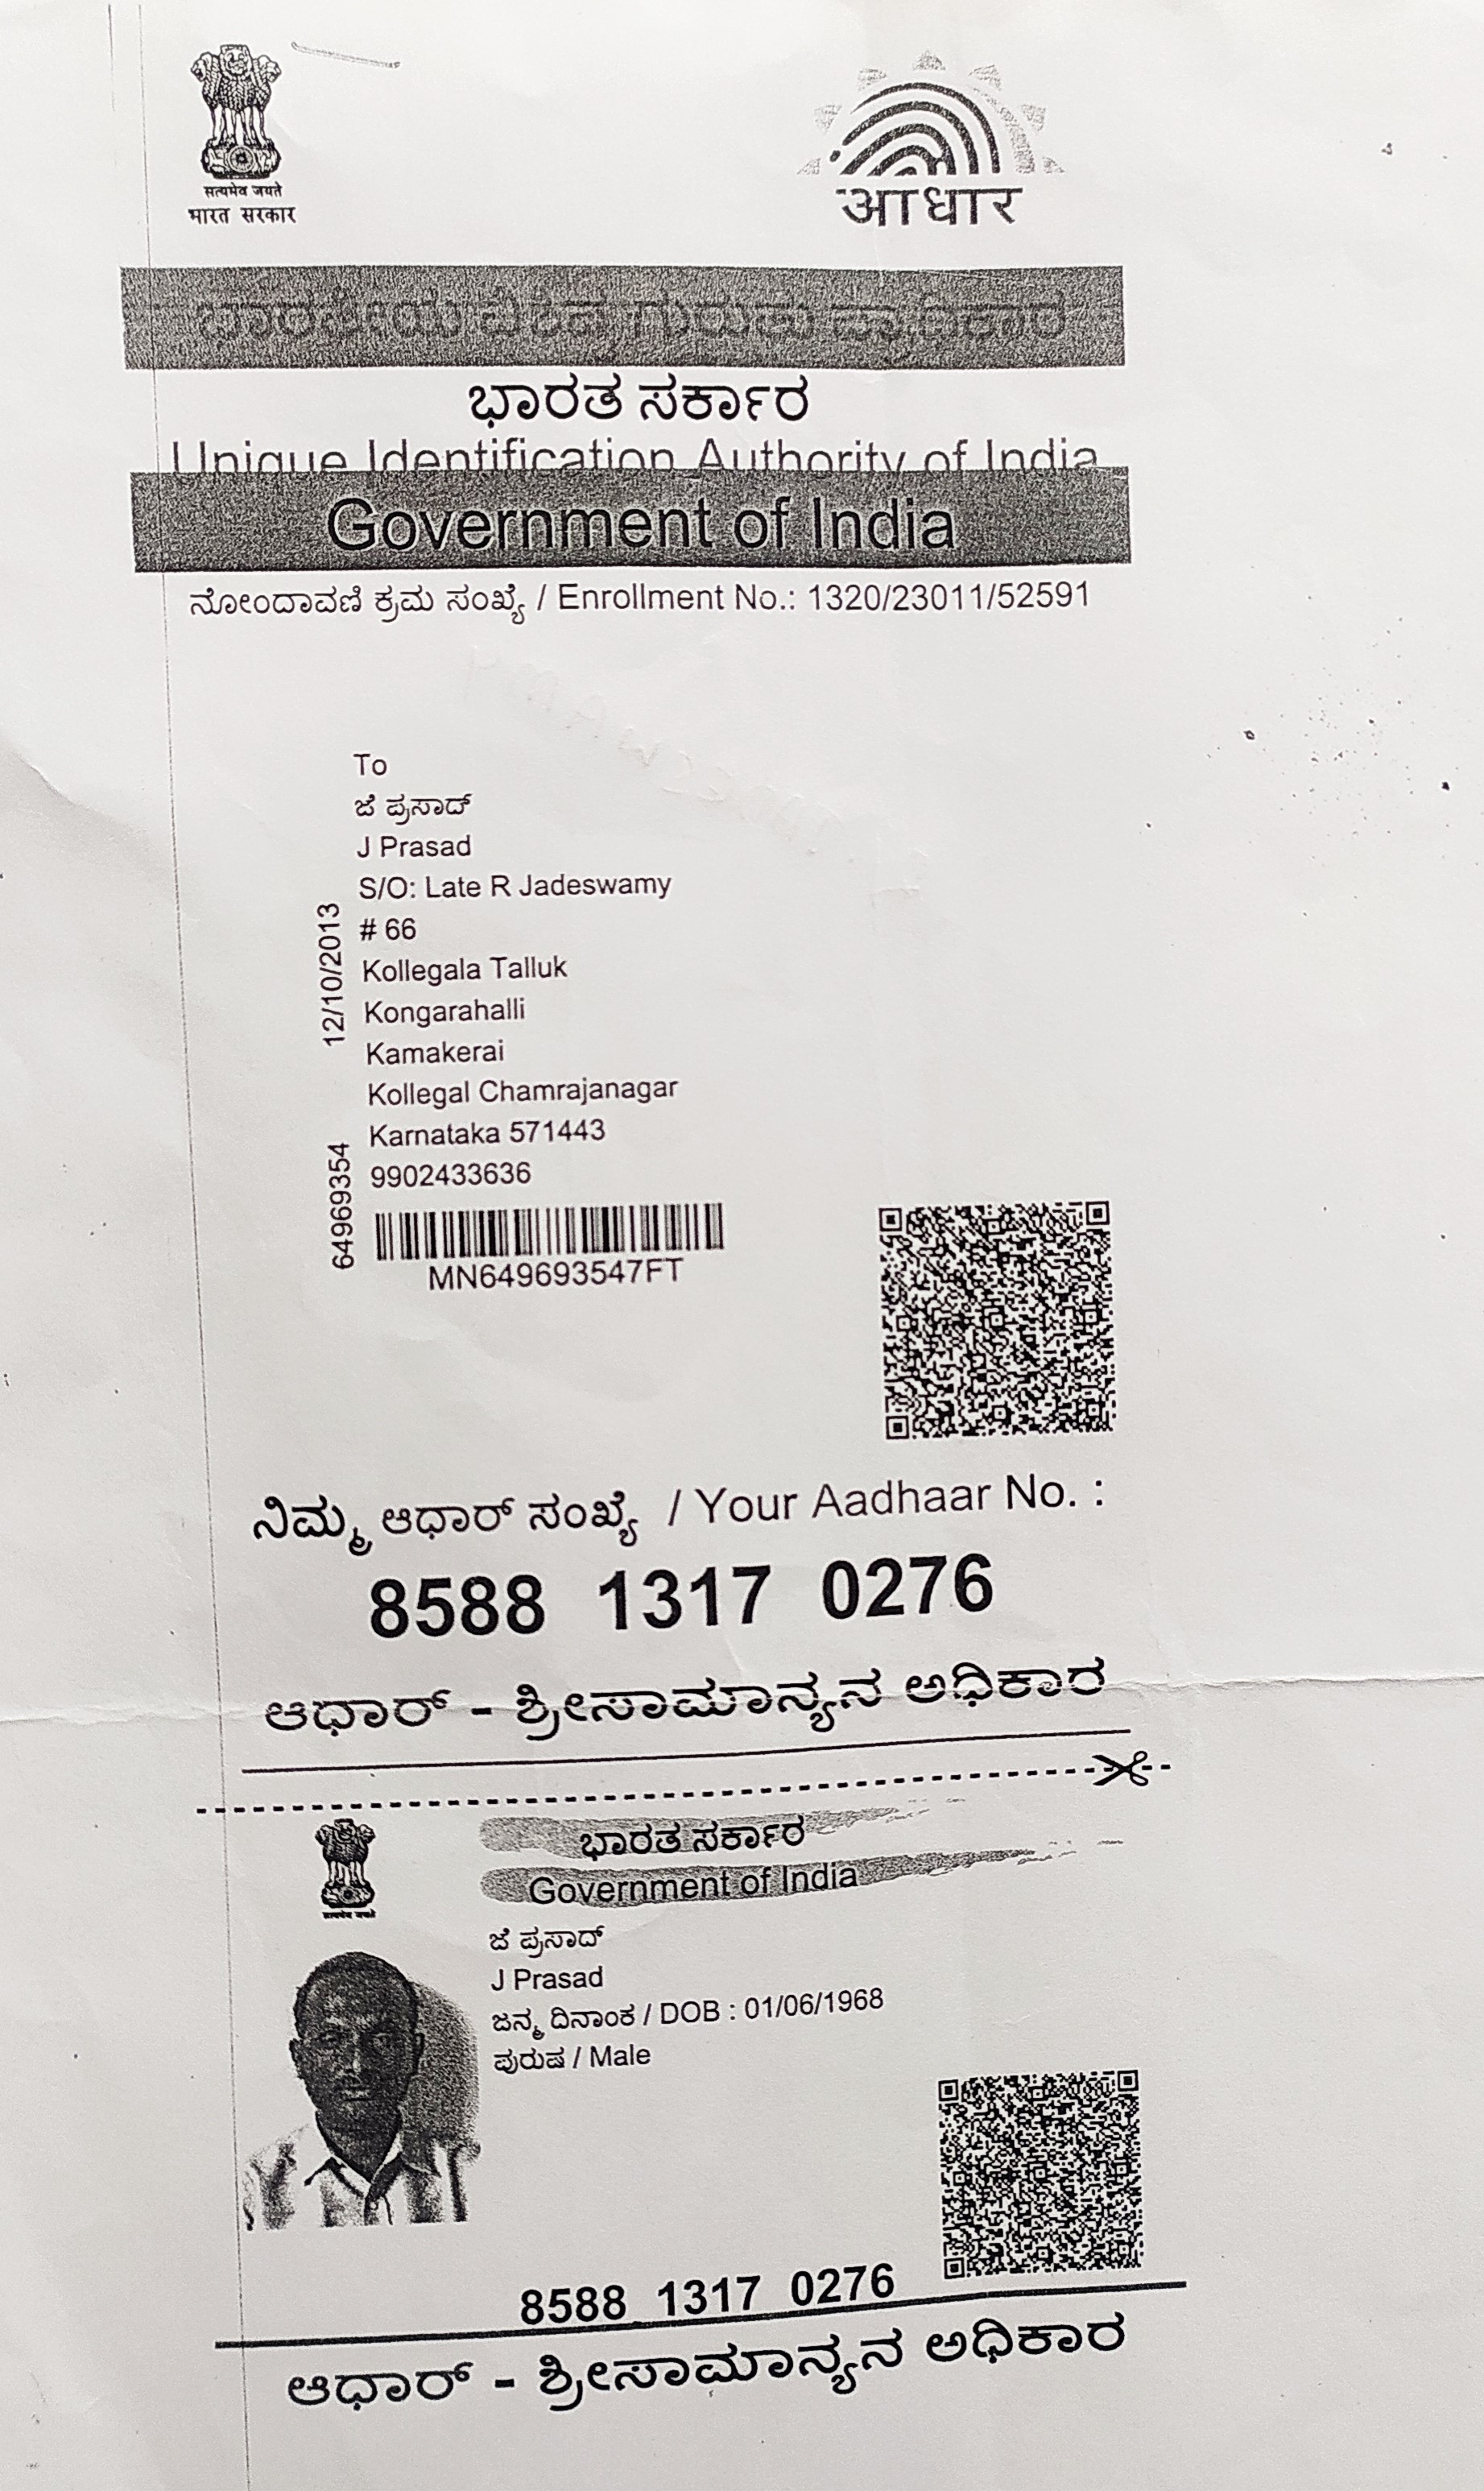 सत्यमेव जयते
भारत सरकार
आधार
ಭಾರತೀಯ ವಿಶಿಷ್ಟ ಗುರುತು ಪ್ರಾಧಿಕಾರ
ಭಾರತ ಸರ್ಕಾರ
Unique Identification Authority of India
Government of India
ನೋಂದಾವಣಿ ಕ್ರಮ ಸಂಖ್ಯೆ / Enrollment No.: 1320/23011/52591
To
ಜೆ ಪ್ರಸಾದ್
J Prasad
S/O: Late R Jadeswamy
# 66
Kollegala Talluk
Kongarahalli
Kamakerai
Kollegal Chamrajanagar
Karnataka 571443
9902433636
12/10/2013
64969354
MN649693547FT
ನಿಮ್ಮ ಆಧಾರ್ ಸಂಖ್ಯೆ / Your Aadhaar No. :
8588 1317 0276
ಆಧಾರ್ - ಶ್ರೀಸಾಮಾನ್ಯನ ಅಧಿಕಾರ
ಭಾರತ ಸರ್ಕಾರ
Government of India
ಜೆ ಪ್ರಸಾದ್
J Prasad
ಜನ್ಮ ದಿನಾಂಕ / DOB : 01/06/1968
ಪುರುಷ / Male
8588 1317 0276
ಆಧಾರ್ - ಶ್ರೀಸಾಮಾನ್ಯನ ಅಧಿಕಾರ